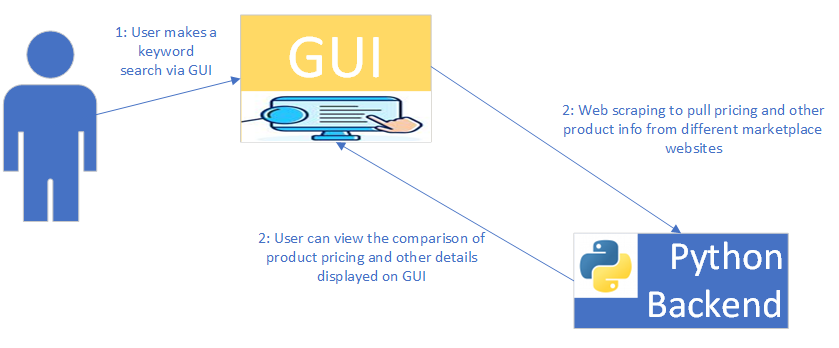 1: User makes a
keyword
search via GUI
GUI
2: Web scraping to pull pricing and other
product info from different marketplace
websites
2: User can view the comparison of
product pricing and other details
displayed on GUI
Python
Backend